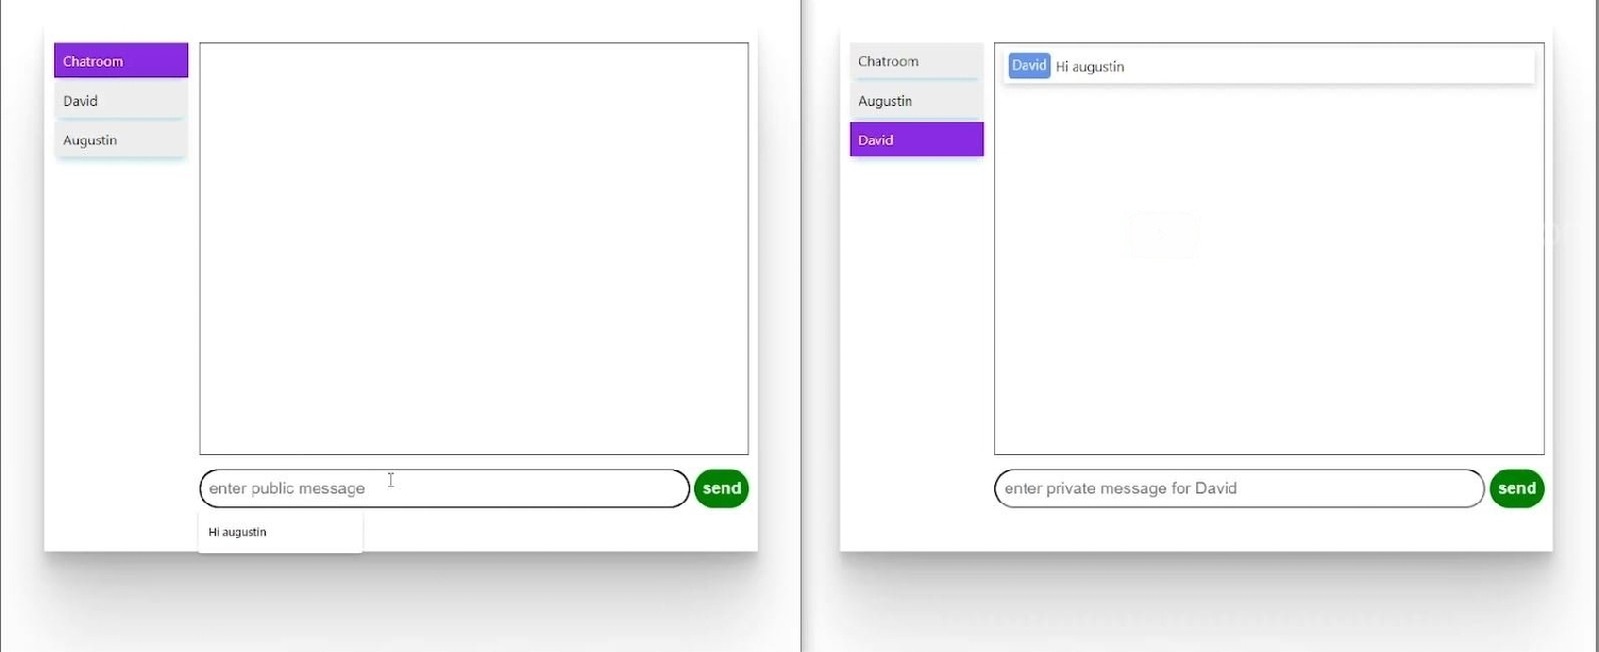 Chatroom
David
Augustin
enter public message
send
Hi augustin
Chatroom
Augustin
David
David Hi augustin
enter private message for David
send